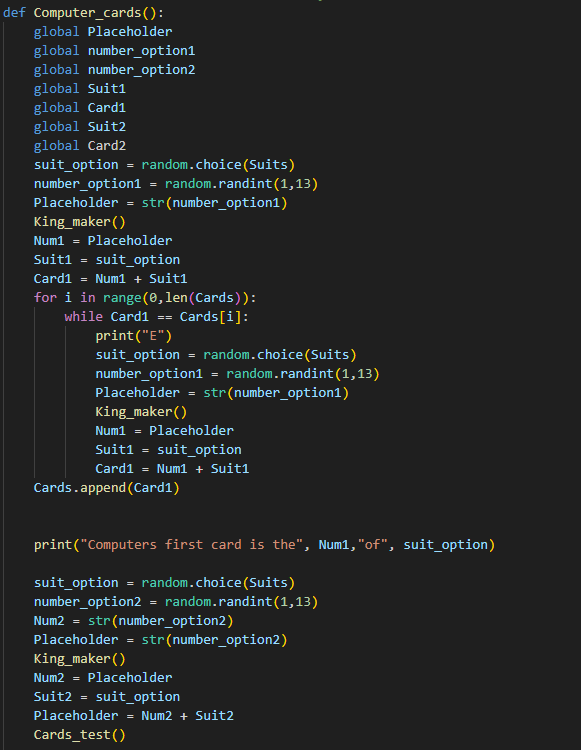 def Computer_cards():
    global Placeholder
    global number_option1
    global number_option2
    global Suit1
    global Card1
    global Suit2
    global Card2
    suit_option = random.choice(Suits)
    number_option1 = random.randint(1,13)
    Placeholder = str(number_option1)
    King_maker()
    Num1 = Placeholder
    Suit1 = suit_option
    Card1 = Num1 + Suit1
    for i in range(0,len(Cards)):
        while Card1 == Cards[i]:
            print("E")
            suit_option = random.choice(Suits)
            number_option1 = random.randint(1,13)
            Placeholder = str(number_option1)
            King_maker()
            Num1 = Placeholder
            Suit1 = suit_option
            Card1 = Num1 + Suit1
    Cards.append(Card1)
    print("Computers first card is the", Num1,"of", suit_option)
    suit_option = random.choice(Suits)
    number_option2 = random.randint(1,13)
    Num2 = str(number_option2)
    Placeholder = str(number_option2)
    King_maker()
    Num2 = Placeholder
    Suit2 = suit_option
    Placeholder = Num2 + Suit2
    Cards_test()